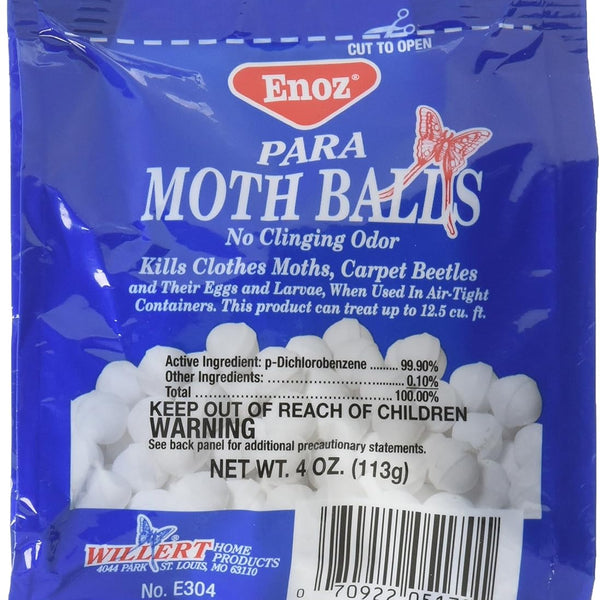 CUT TO OPEN
Enoz®
PARA
MOTH BALLS
No Clinging Odor
Kills Clothes Moths, Carpet Beetles
and Their Eggs and Larvae, When Used In Air-Tight
Containers. This product can treat up to 12.5 cu. ft.
Active Ingredient: p-Dichlorobenzene ......... 99.90%
Other Ingredients: ................................ 0.10%
Total ........................................ 100.00%
KEEP OUT OF REACH OF CHILDREN
WARNING
See back panel for additional precautionary statements.
NET WT. 4 OZ. (113g)
WILLERT HOME
PRODUCTS
4044 PARK ST. LOUIS, MO 63110
No. E304
0 70922